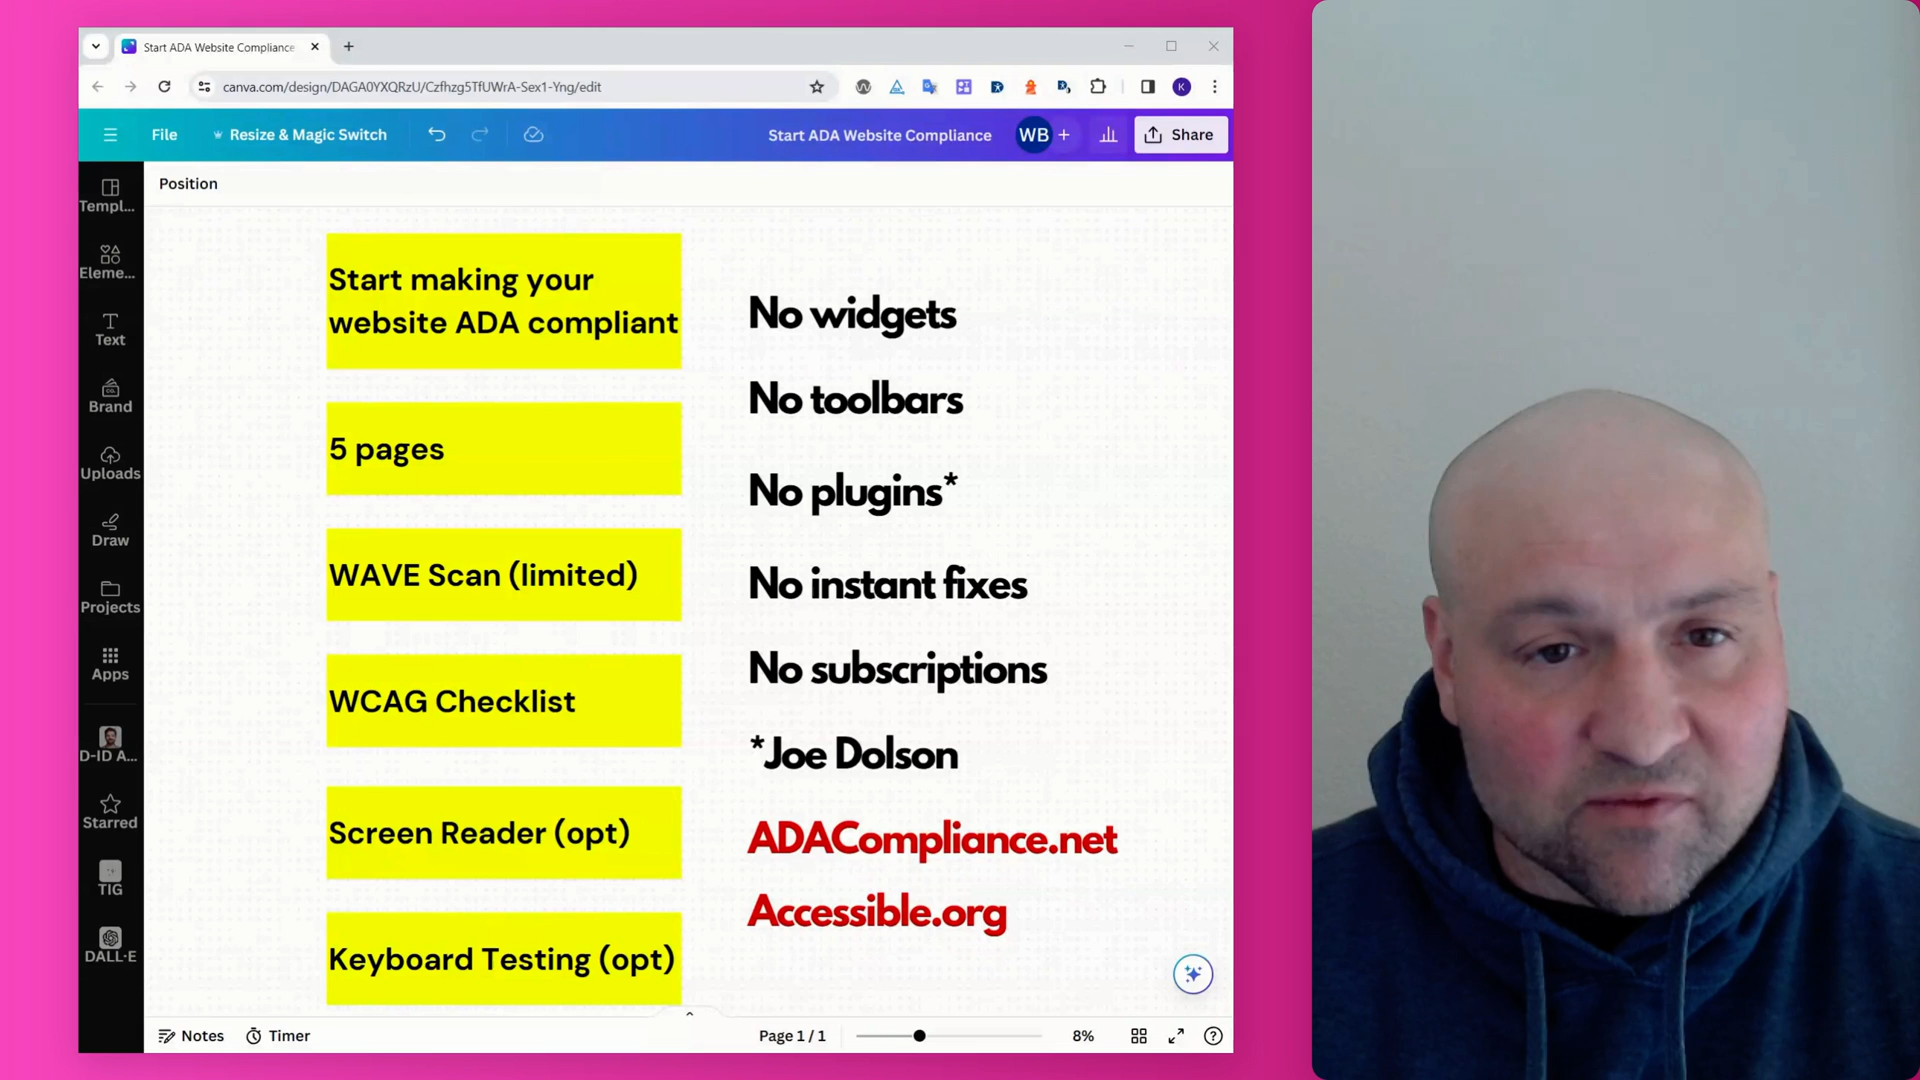 Start ADA Website Compliance
canva.com/design/DAGA0YXQRzU/Czfhzg5TfUWrA-Sex1-Yng/edit
K
File
Resize & Magic Switch
Start ADA Website Compliance
WB
Share
Position
Templ...
Eleme...
Text
Brand
Uploads
Draw
Projects
Apps
D-ID A...
Starred
TIG
DALL·E
Start making your
website ADA compliant
5 pages
WAVE Scan (limited)
WCAG Checklist
Screen Reader (opt)
Keyboard Testing (opt)
No widgets
No toolbars
No plugins*
No instant fixes
No subscriptions
*Joe Dolson
ADACompliance.net
Accessible.org
Notes
Timer
Page 1 / 1
8%